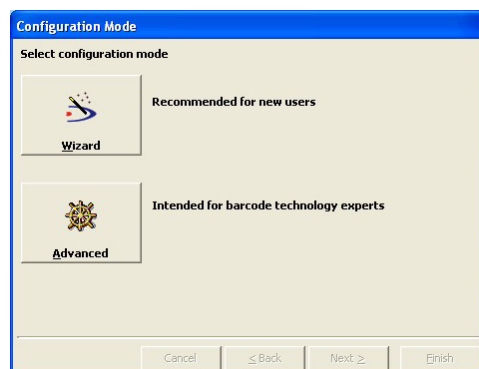 Configuration Mode
Select configuration mode
Recommended for new users
Wizard
Intended for barcode technology experts
Advanced
Cancel
< Back
Next >
Finish